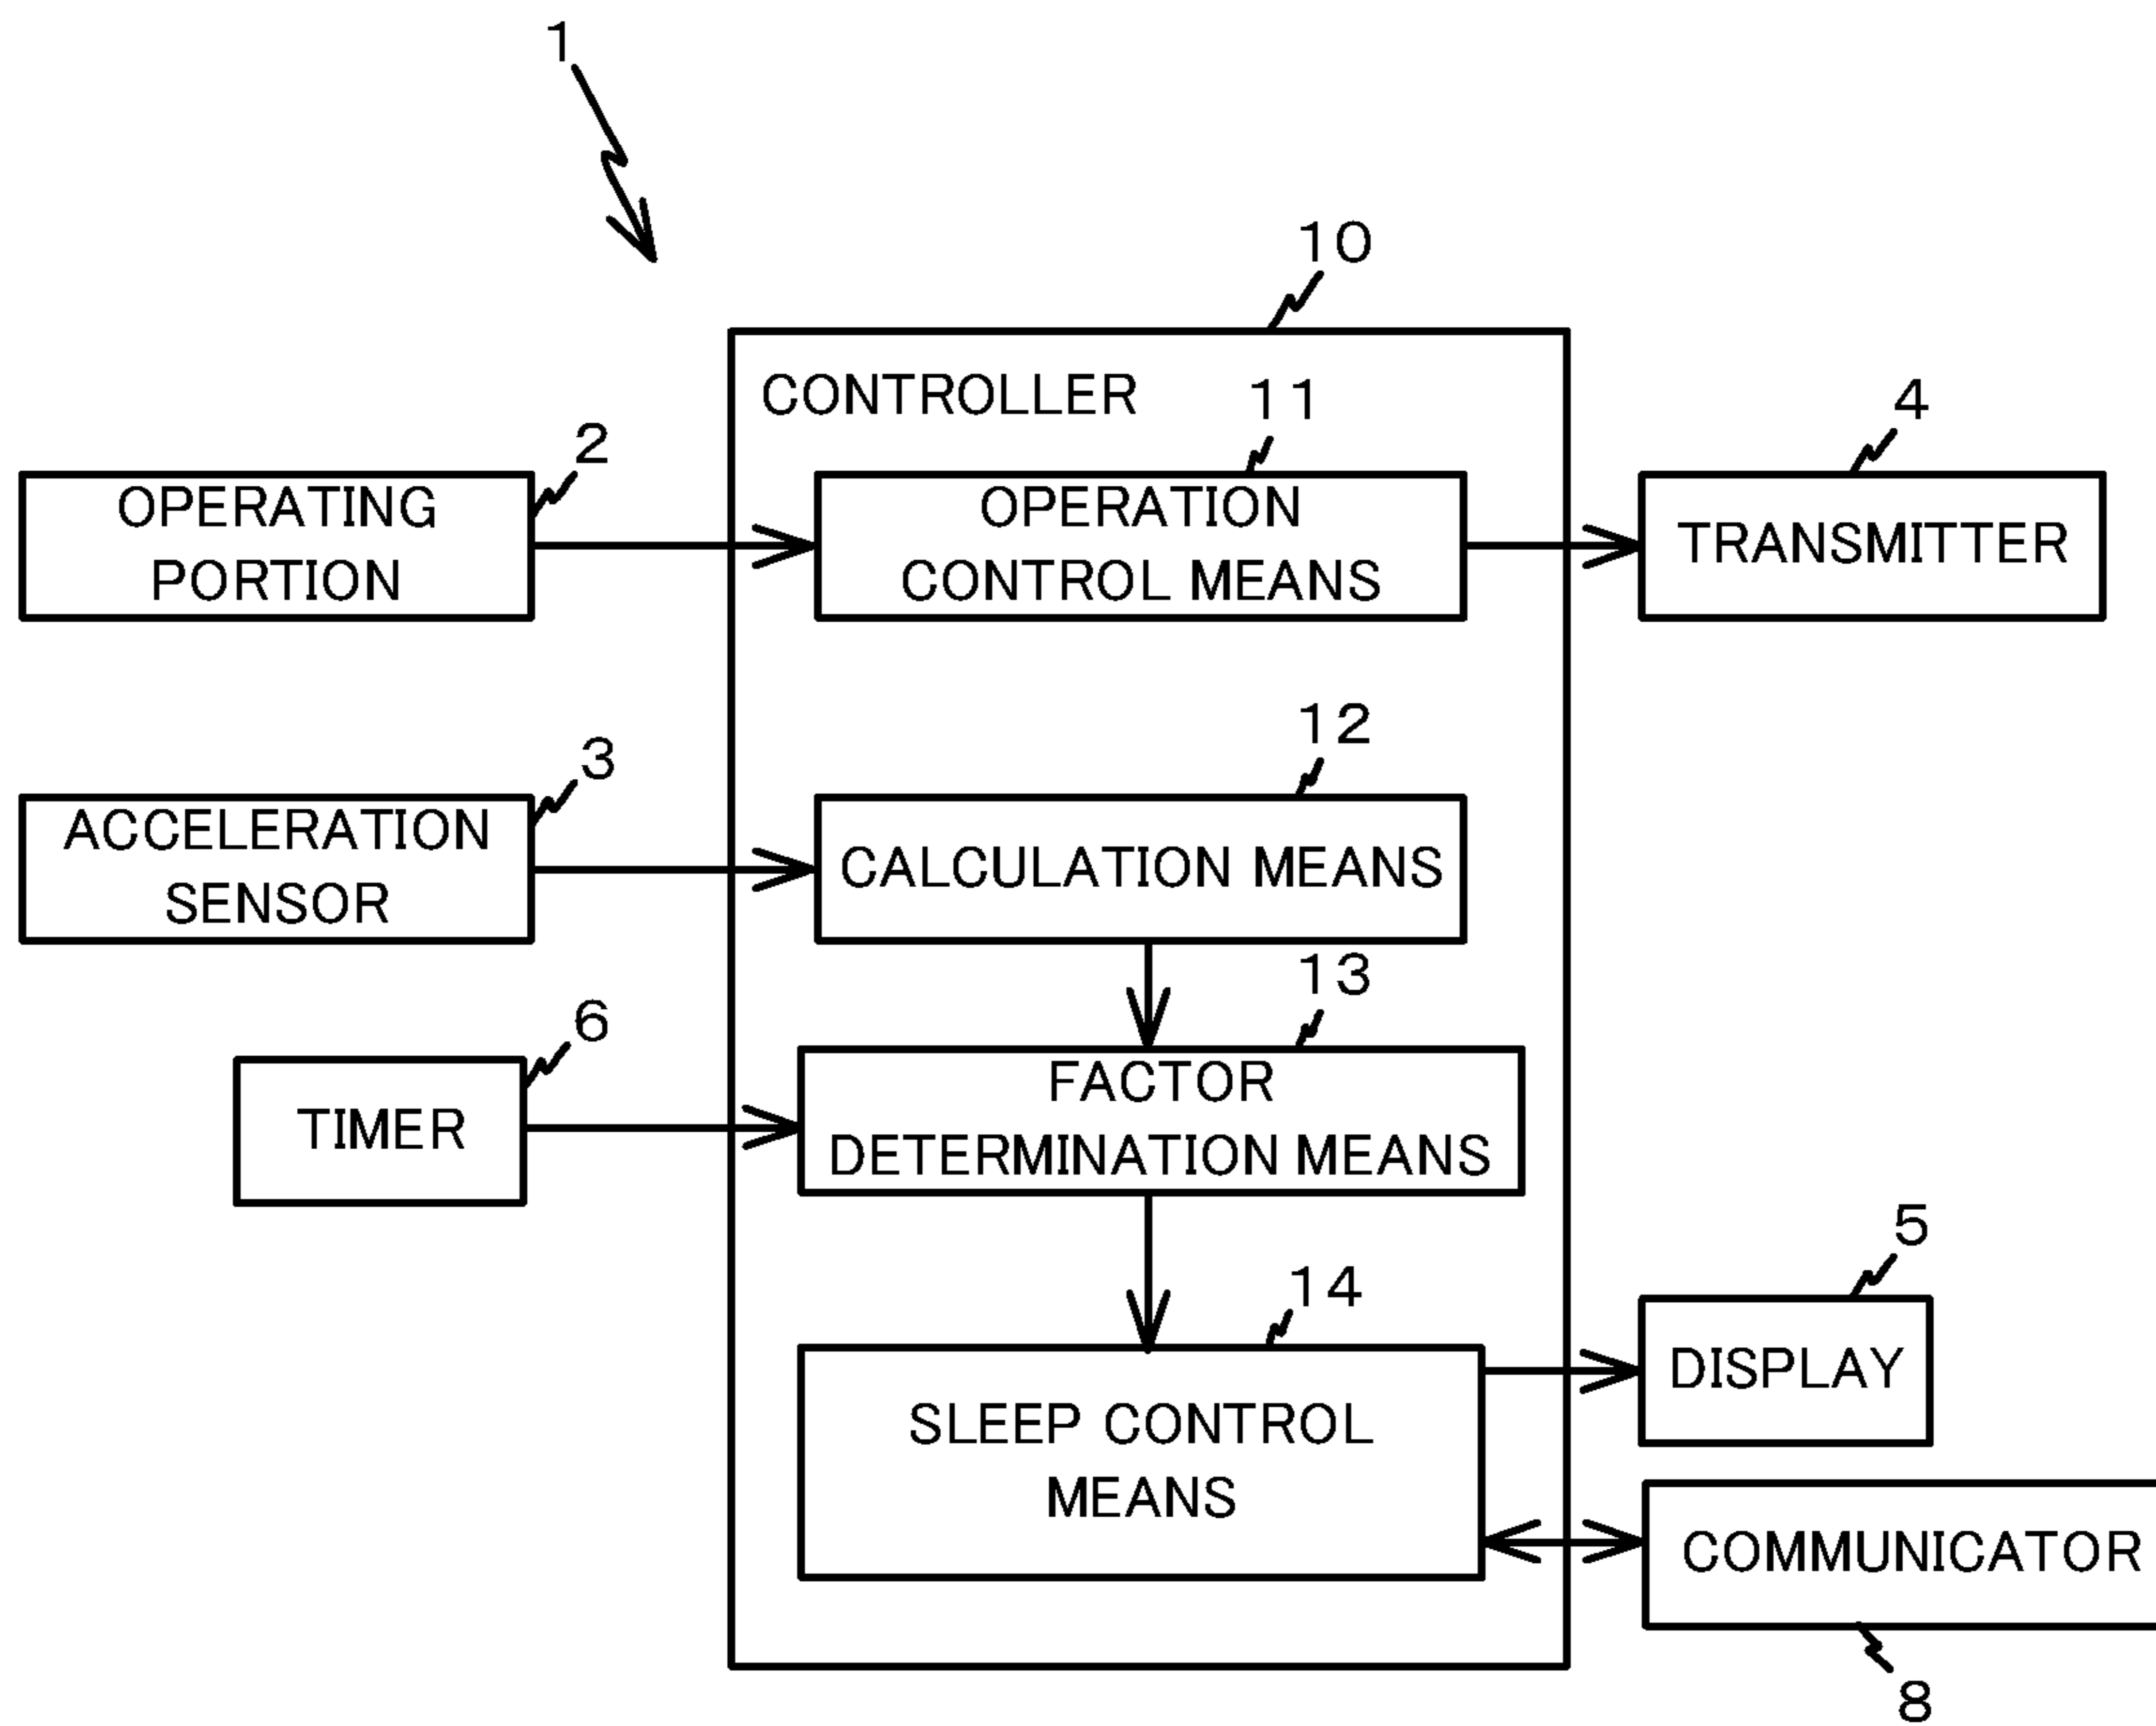 1
10
CONTROLLER
11
4
2
OPERATING
PORTION
OPERATION
CONTROL MEANS
TRANSMITTER
12
3
ACCELERATION
SENSOR
CALCULATION MEANS
13
6
TIMER
FACTOR
DETERMINATION MEANS
5
14
DISPLAY
SLEEP CONTROL
MEANS
COMMUNICATOR
8